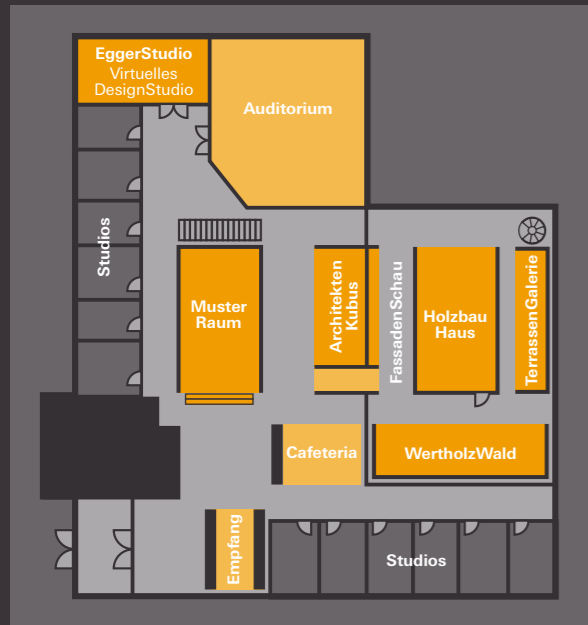 EggerStudio
Virtuelles
DesignStudio
Auditorium
Studios
Muster
Raum
Architekten
Kubus
FassadenSchau
Holzbau
Haus
TerrassenGalerie
Cafeteria
WertholzWald
Empfang
Studios